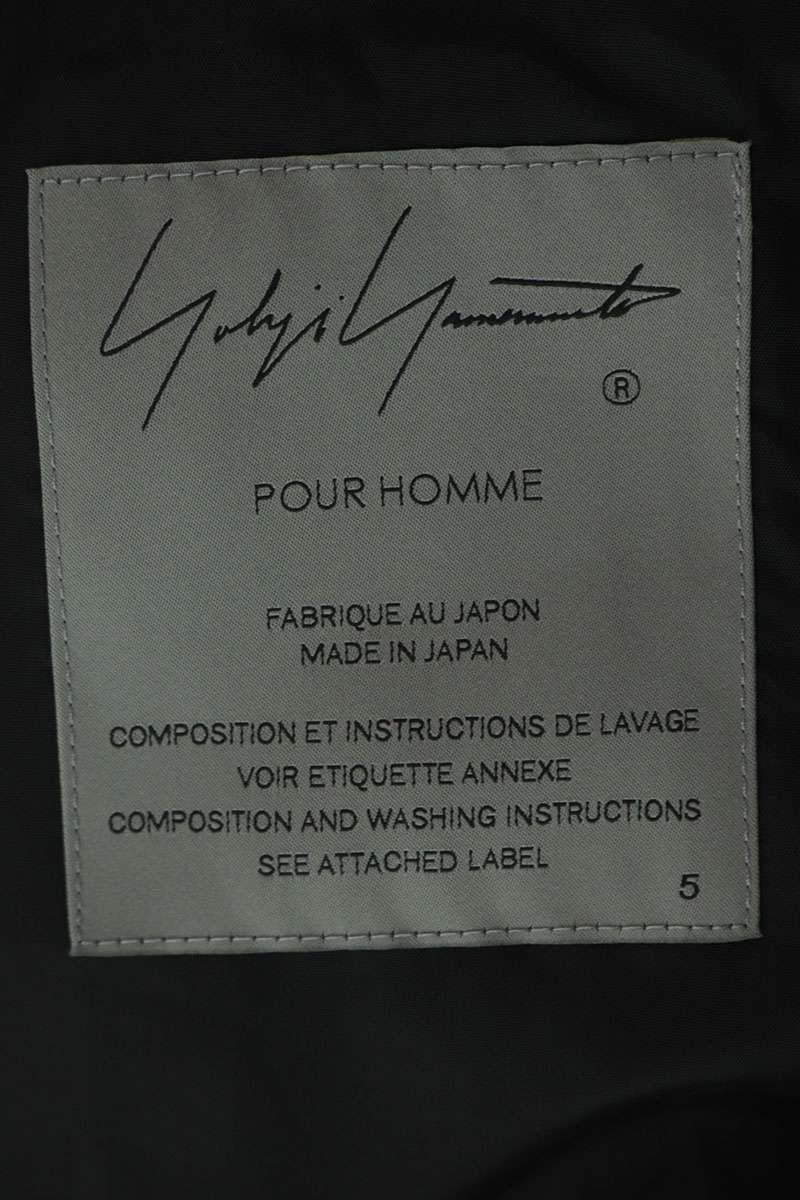 Yohji Yamamoto
®
POUR HOMME
FABRIQUE AU JAPON
MADE IN JAPAN
COMPOSITION ET INSTRUCTIONS DE LAVAGE
VOIR ETIQUETTE ANNEXE
COMPOSITION AND WASHING INSTRUCTIONS
SEE ATTACHED LABEL
5